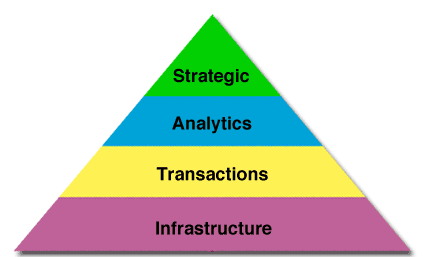 Strategic
Analytics
Transactions
Infrastructure